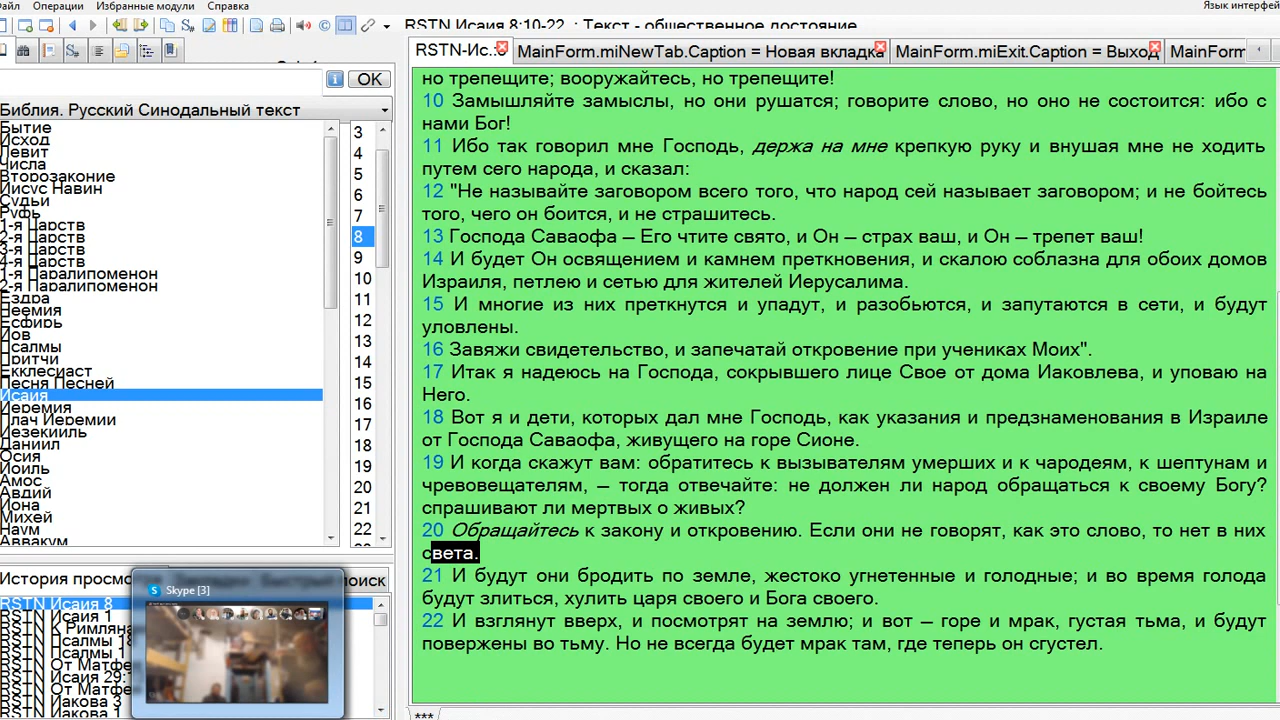 айл Операции Избранные модули Справка Язык интерфей
RSTN Исаия 8:10-22 : Текст - общественное достояние
RSTN-Ис...
MainForm.miNewTab.Caption = Новая вкладка
MainForm.miExit.Caption = Выход
MainForm
OK
Библия. Русский Синодальный текст
Бытие
Исход
Левит
Числа
Второзаконие
Иисус Навин
Судьи
Руфь
1-я Царств
2-я Царств
3-я Царств
4-я Царств
1-я Паралипоменон
2-я Паралипоменон
Ездра
Неемия
Есфирь
Иов
Псалмы
Притчи
Екклесиаст
Песня Песней
Исаия
Иеремия
Плач Иеремии
Иезекииль
Даниил
Осия
Иоиль
Амос
Авдий
Иона
Михей
Наум
Аввакум
3
4
5
6
7
8
9
10
11
12
13
14
15
16
17
18
19
20
21
22
История просмо
поиск
RSTN Исаия 8
RSTN Исаия 1
RSTN К Римляна
RSTN Псалмы 18
RSTN Псалмы 1
RSTN От Матфе
RSTN Исаия 29:
RSTN От Матфе
RSTN Иакова 3
RSTN Иакова 1
Skype [3]
но трепещите; вооружайтесь, но трепещите!
10 Замышляйте замыслы, но они рушатся; говорите слово, но оно не состоится: ибо с
нами Бог!
11 Ибо так говорил мне Господь, держа на мне крепкую руку и внушая мне не ходить
путем сего народа, и сказал:
12 "Не называйте заговором всего того, что народ сей называет заговором; и не бойтесь
того, чего он боится, и не страшитесь.
13 Господа Саваофа – Его чтите свято, и Он – страх ваш, и Он – трепет ваш!
14 И будет Он освящением и камнем преткновения, и скалою соблазна для обоих домов
Израиля, петлею и сетью для жителей Иерусалима.
15 И многие из них преткнутся и упадут, и разобьются, и запутаются в сети, и будут
уловлены.
16 Завяжи свидетельство, и запечатай откровение при учениках Моих".
17 Итак я надеюсь на Господа, сокрывшего лице Свое от дома Иаковлева, и уповаю на
Него.
18 Вот я и дети, которых дал мне Господь, как указания и предзнаменования в Израиле
от Господа Саваофа, живущего на горе Сионе.
19 И когда скажут вам: обратитесь к вызывателям умерших и к чародеям, к шептунам и
чревовещателям, – тогда отвечайте: не должен ли народ обращаться к своему Богу?
спрашивают ли мертвых о живых?
20 Обращайтесь к закону и откровению. Если они не говорят, как это слово, то нет в них
света.
21 И будут они бродить по земле, жестоко угнетенные и голодные; и во время голода
будут злиться, хулить царя своего и Бога своего.
22 И взглянут вверх, и посмотрят на землю; и вот – горе и мрак, густая тьма, и будут
повержены во тьму. Но не всегда будет мрак там, где теперь он сгустел.
***